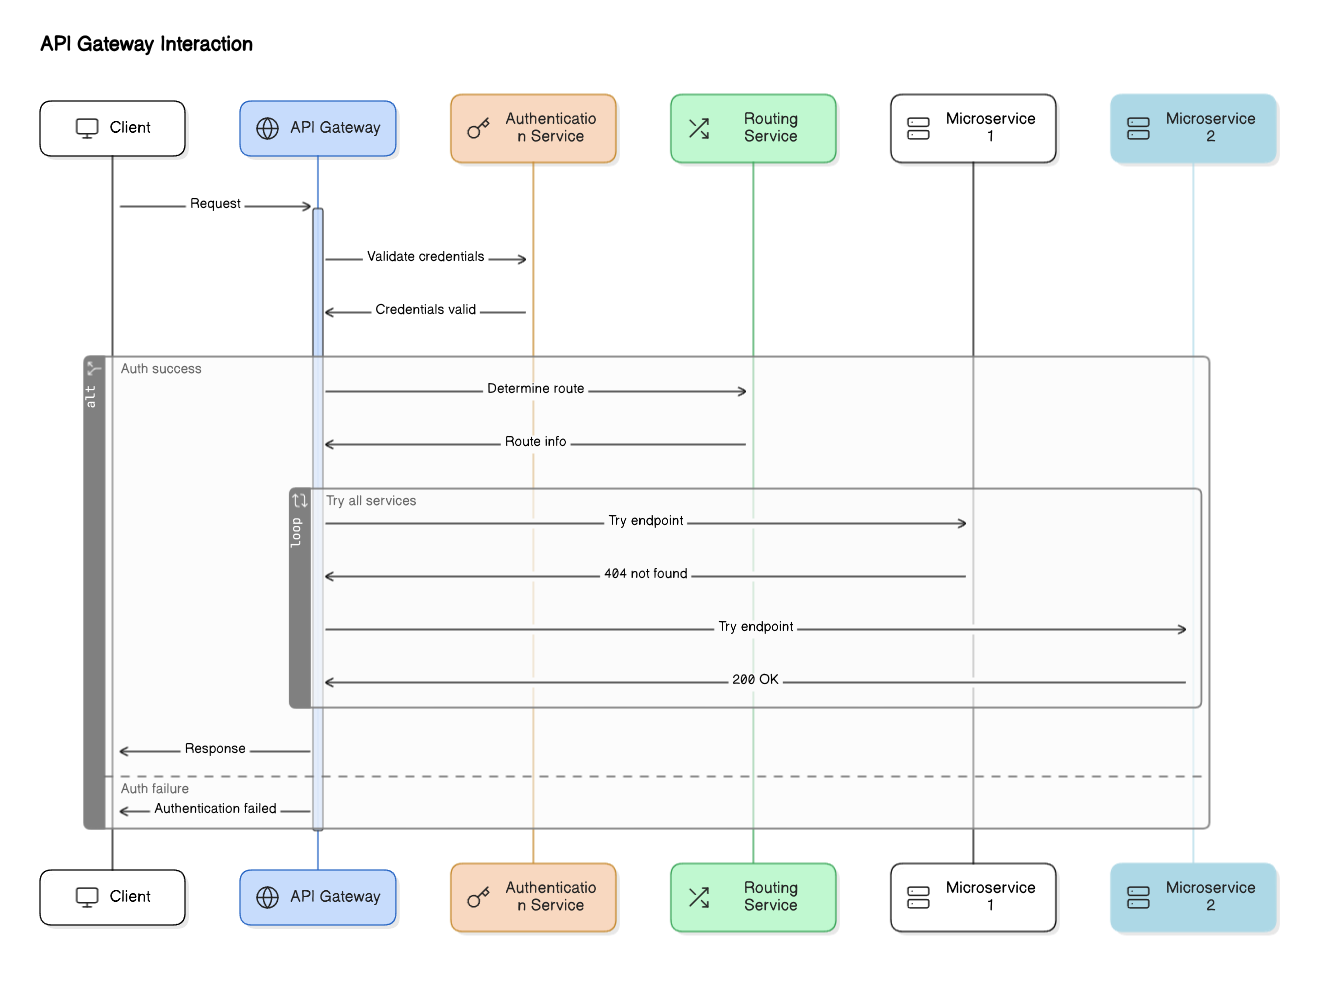 API Gateway Interaction
Client
API Gateway
Authenticatio
n Service
Routing
Service
Microservice
1
Microservice
2
Request
Validate credentials
Credentials valid
alt
Auth success
Determine route
Route info
loop
Try all services
Try endpoint
404 not found
Try endpoint
200 OK
Response
Auth failure
Authentication failed
Client
API Gateway
Authenticatio
n Service
Routing
Service
Microservice
1
Microservice
2